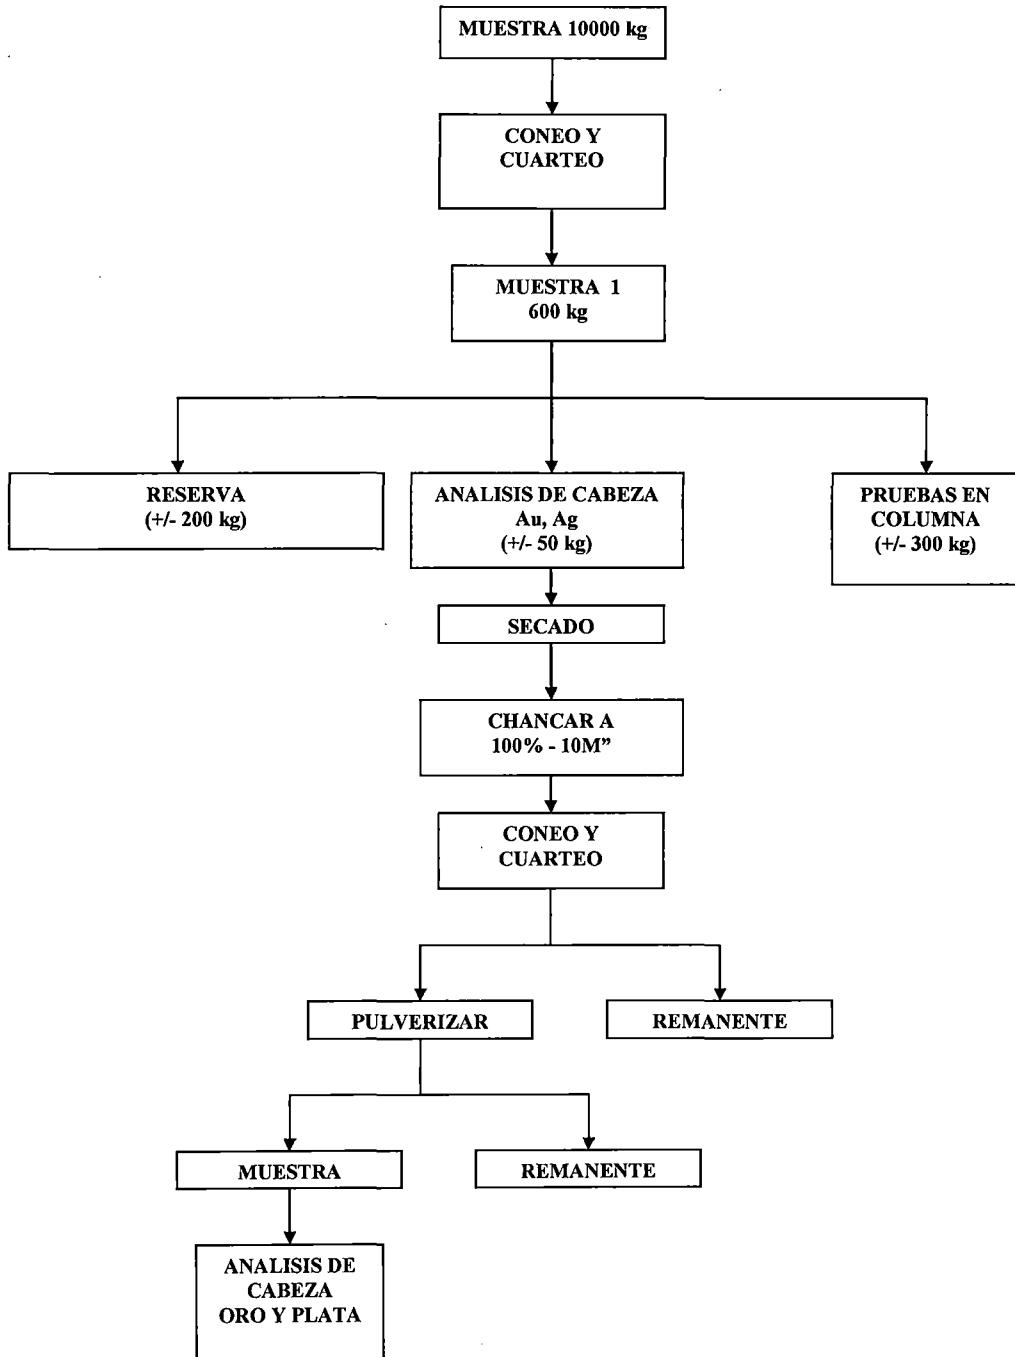 MUESTRA 10000 kg
CONEO Y
CUARTEO
MUESTRA 1
600 kg
RESERVA
(+/- 200 kg)
ANALISIS DE CABEZA
Au, Ag
(+/- 50 kg)
PRUEBAS EN
COLUMNA
(+/- 300 kg)
SECADO
CHANCAR A
100% - 10M”
CONEO Y
CUARTEO
PULVERIZAR
REMANENTE
MUESTRA
REMANENTE
ANALISIS DE
CABEZA
ORO Y PLATA